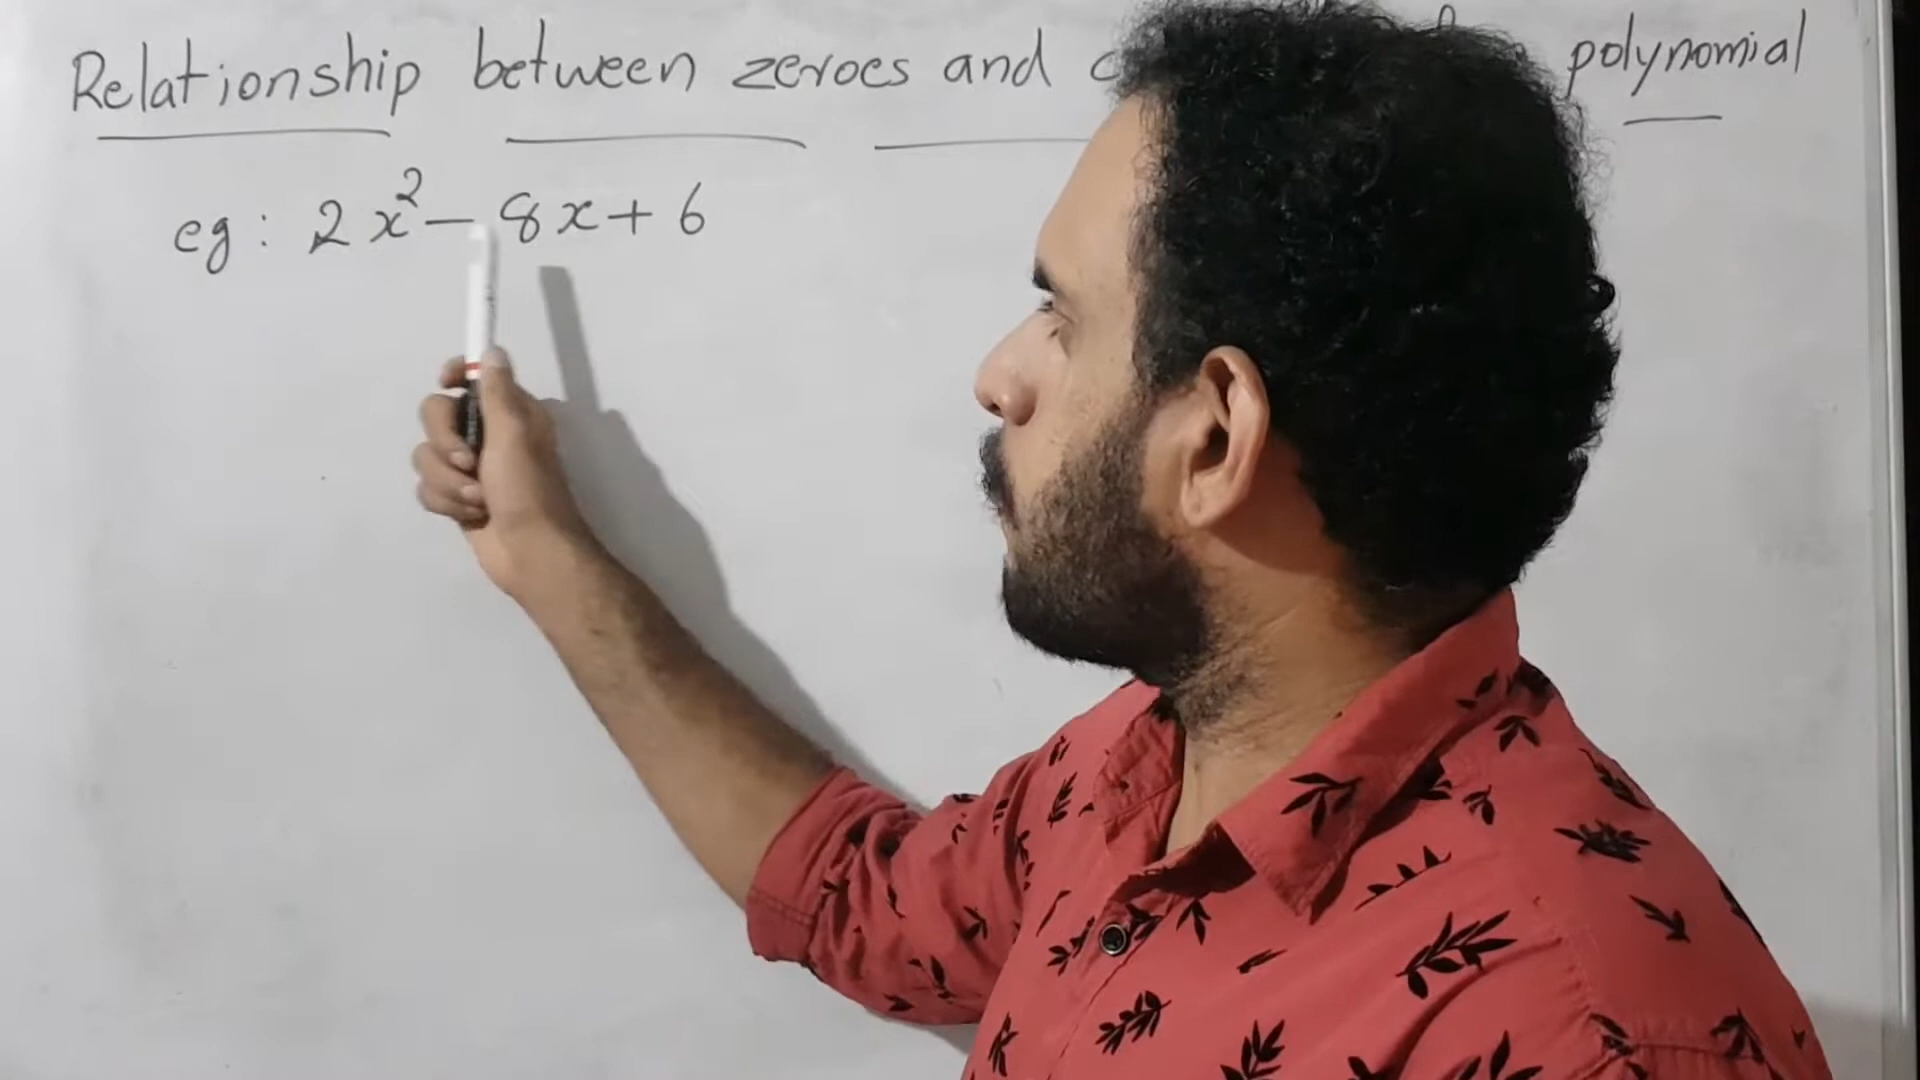 Relationship between zeroes and polynomial
eg: 2x² - 8x + 6